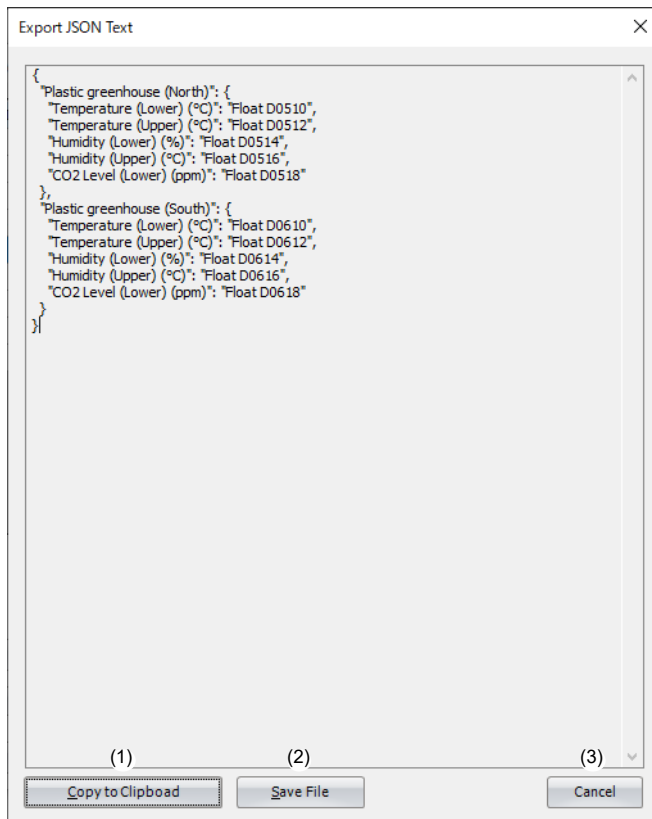 Export JSON Text
{
"Plastic greenhouse (North)": {
"Temperature (Lower) (°C)": "Float D0510",
"Temperature (Upper) (°C)": "Float D0512",
"Humidity (Lower) (%)": "Float D0514",
"Humidity (Upper) (°C)": "Float D0516",
"CO2 Level (Lower) (ppm)": "Float D0518"
},
"Plastic greenhouse (South)": {
"Temperature (Lower) (°C)": "Float D0610",
"Temperature (Upper) (°C)": "Float D0612",
"Humidity (Lower) (%)": "Float D0614",
"Humidity (Upper) (°C)": "Float D0616",
"CO2 Level (Lower) (ppm)": "Float D0618"
}
}
(1) (2) (3)
Copy to Clipboad Save File Cancel